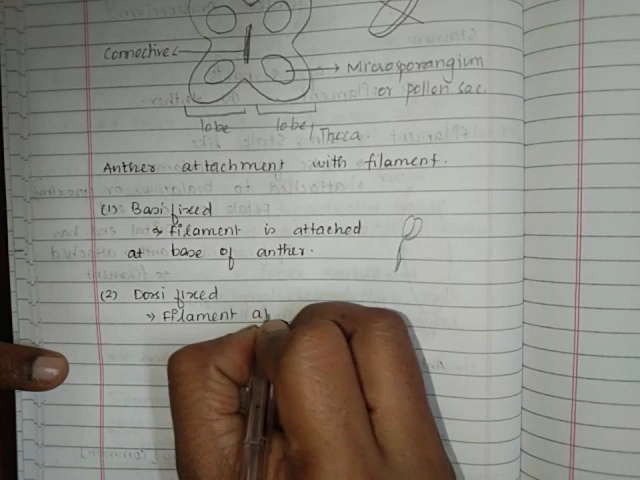 Connective
Microsporangium
or pollen sac.
lobe lobe/Theca.
Anther attachment with filament.
(1) Basifixed
→ filament is attached
at base of anther.
(2) Dorsifixed
→ Filament at